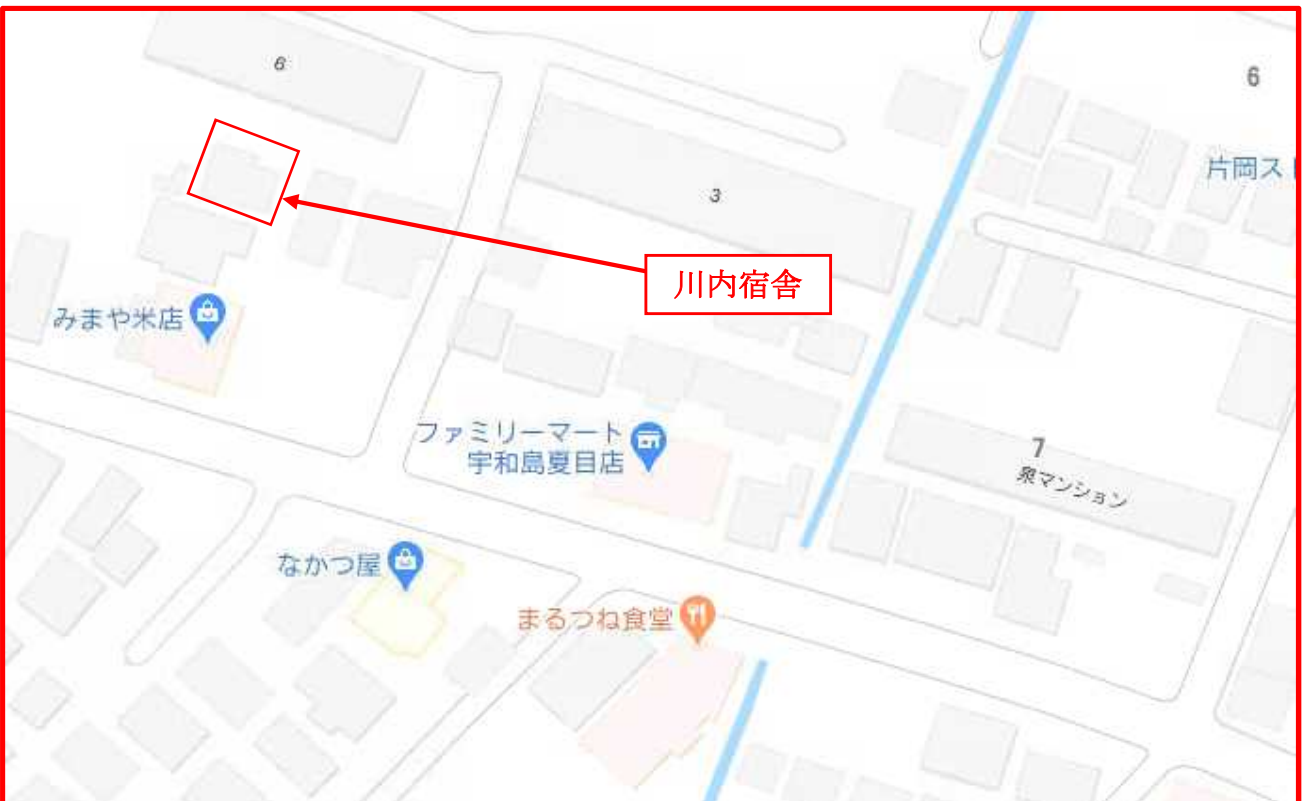 6
6
片岡ス
3
川内宿舎
みまや米店
ファミリーマート
宇和島夏目店
7
泉マンション
なかつ屋
まるつね食堂